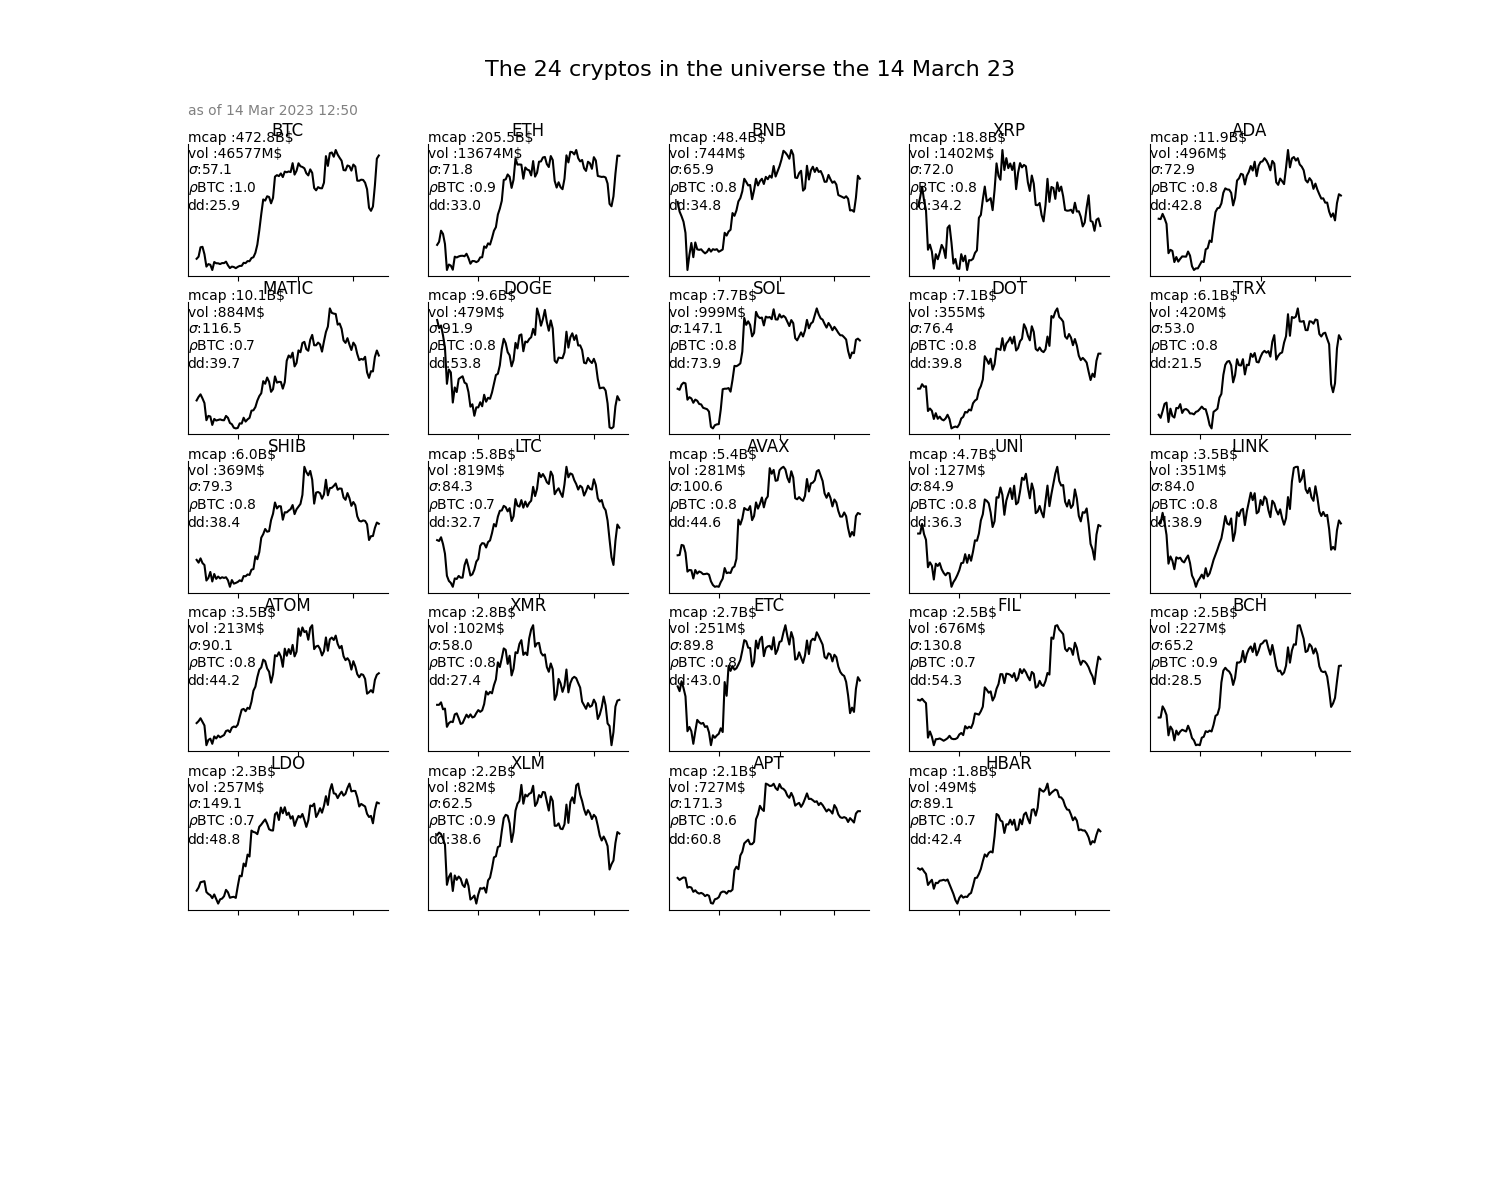 The 24 cryptos in the universe the 14 March 23
as of 14 Mar 2023 12:50
BTC
mcap :472.8B$
vol :46577M$
σ:57.1
ρBTC :1.0
dd:25.9
ETH
mcap :205.5B$
vol :13674M$
σ:71.8
ρBTC :0.9
dd:33.0
BNB
mcap :48.4B$
vol :744M$
σ:65.9
ρBTC :0.8
dd:34.8
XRP
mcap :18.8B$
vol :1402M$
σ:72.0
ρBTC :0.8
dd:34.2
ADA
mcap :11.9B$
vol :496M$
σ:72.9
ρBTC :0.8
dd:42.8
MATIC
mcap :10.1B$
vol :884M$
σ:116.5
ρBTC :0.7
dd:39.7
DOGE
mcap :9.6B$
vol :479M$
σ:91.9
ρBTC :0.8
dd:53.8
SOL
mcap :7.7B$
vol :999M$
σ:147.1
ρBTC :0.8
dd:73.9
DOT
mcap :7.1B$
vol :355M$
σ:76.4
ρBTC :0.8
dd:39.8
TRX
mcap :6.1B$
vol :420M$
σ:53.0
ρBTC :0.8
dd:21.5
SHIB
mcap :6.0B$
vol :369M$
σ:79.3
ρBTC :0.8
dd:38.4
LTC
mcap :5.8B$
vol :819M$
σ:84.3
ρBTC :0.7
dd:32.7
AVAX
mcap :5.4B$
vol :281M$
σ:100.6
ρBTC :0.8
dd:44.6
UNI
mcap :4.7B$
vol :127M$
σ:84.9
ρBTC :0.8
dd:36.3
LINK
mcap :3.5B$
vol :351M$
σ:84.0
ρBTC :0.8
dd:38.9
ATOM
mcap :3.5B$
vol :213M$
σ:90.1
ρBTC :0.8
dd:44.2
XMR
mcap :2.8B$
vol :102M$
σ:58.0
ρBTC :0.8
dd:27.4
ETC
mcap :2.7B$
vol :251M$
σ:89.8
ρBTC :0.8
dd:43.0
FIL
mcap :2.5B$
vol :676M$
σ:130.8
ρBTC :0.7
dd:54.3
BCH
mcap :2.5B$
vol :227M$
σ:65.2
ρBTC :0.9
dd:28.5
LDO
mcap :2.3B$
vol :257M$
σ:149.1
ρBTC :0.7
dd:48.8
XLM
mcap :2.2B$
vol :82M$
σ:62.5
ρBTC :0.9
dd:38.6
APT
mcap :2.1B$
vol :727M$
σ:171.3
ρBTC :0.6
dd:60.8
HBAR
mcap :1.8B$
vol :49M$
σ:89.1
ρBTC :0.7
dd:42.4